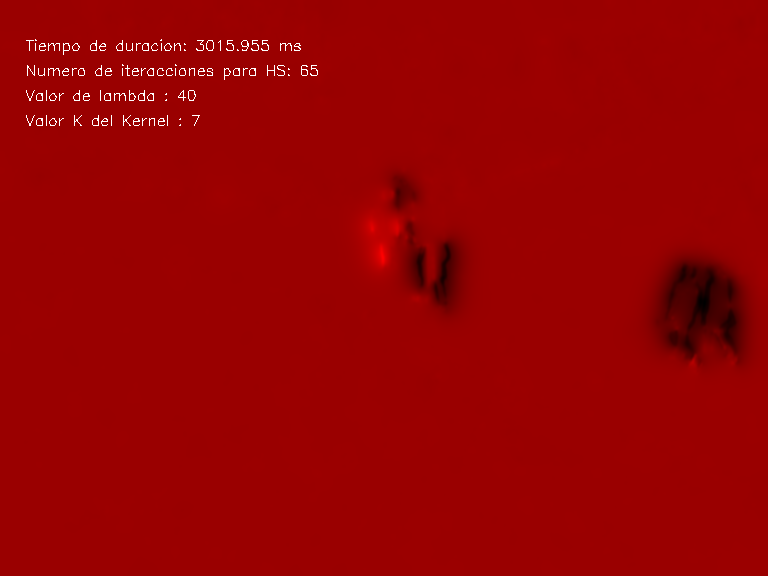 Tiempo de duracion: 3015.955 ms
Numero de iteracciones para HS: 65
Valor de lambda : 40
Valor K del Kernel : 7